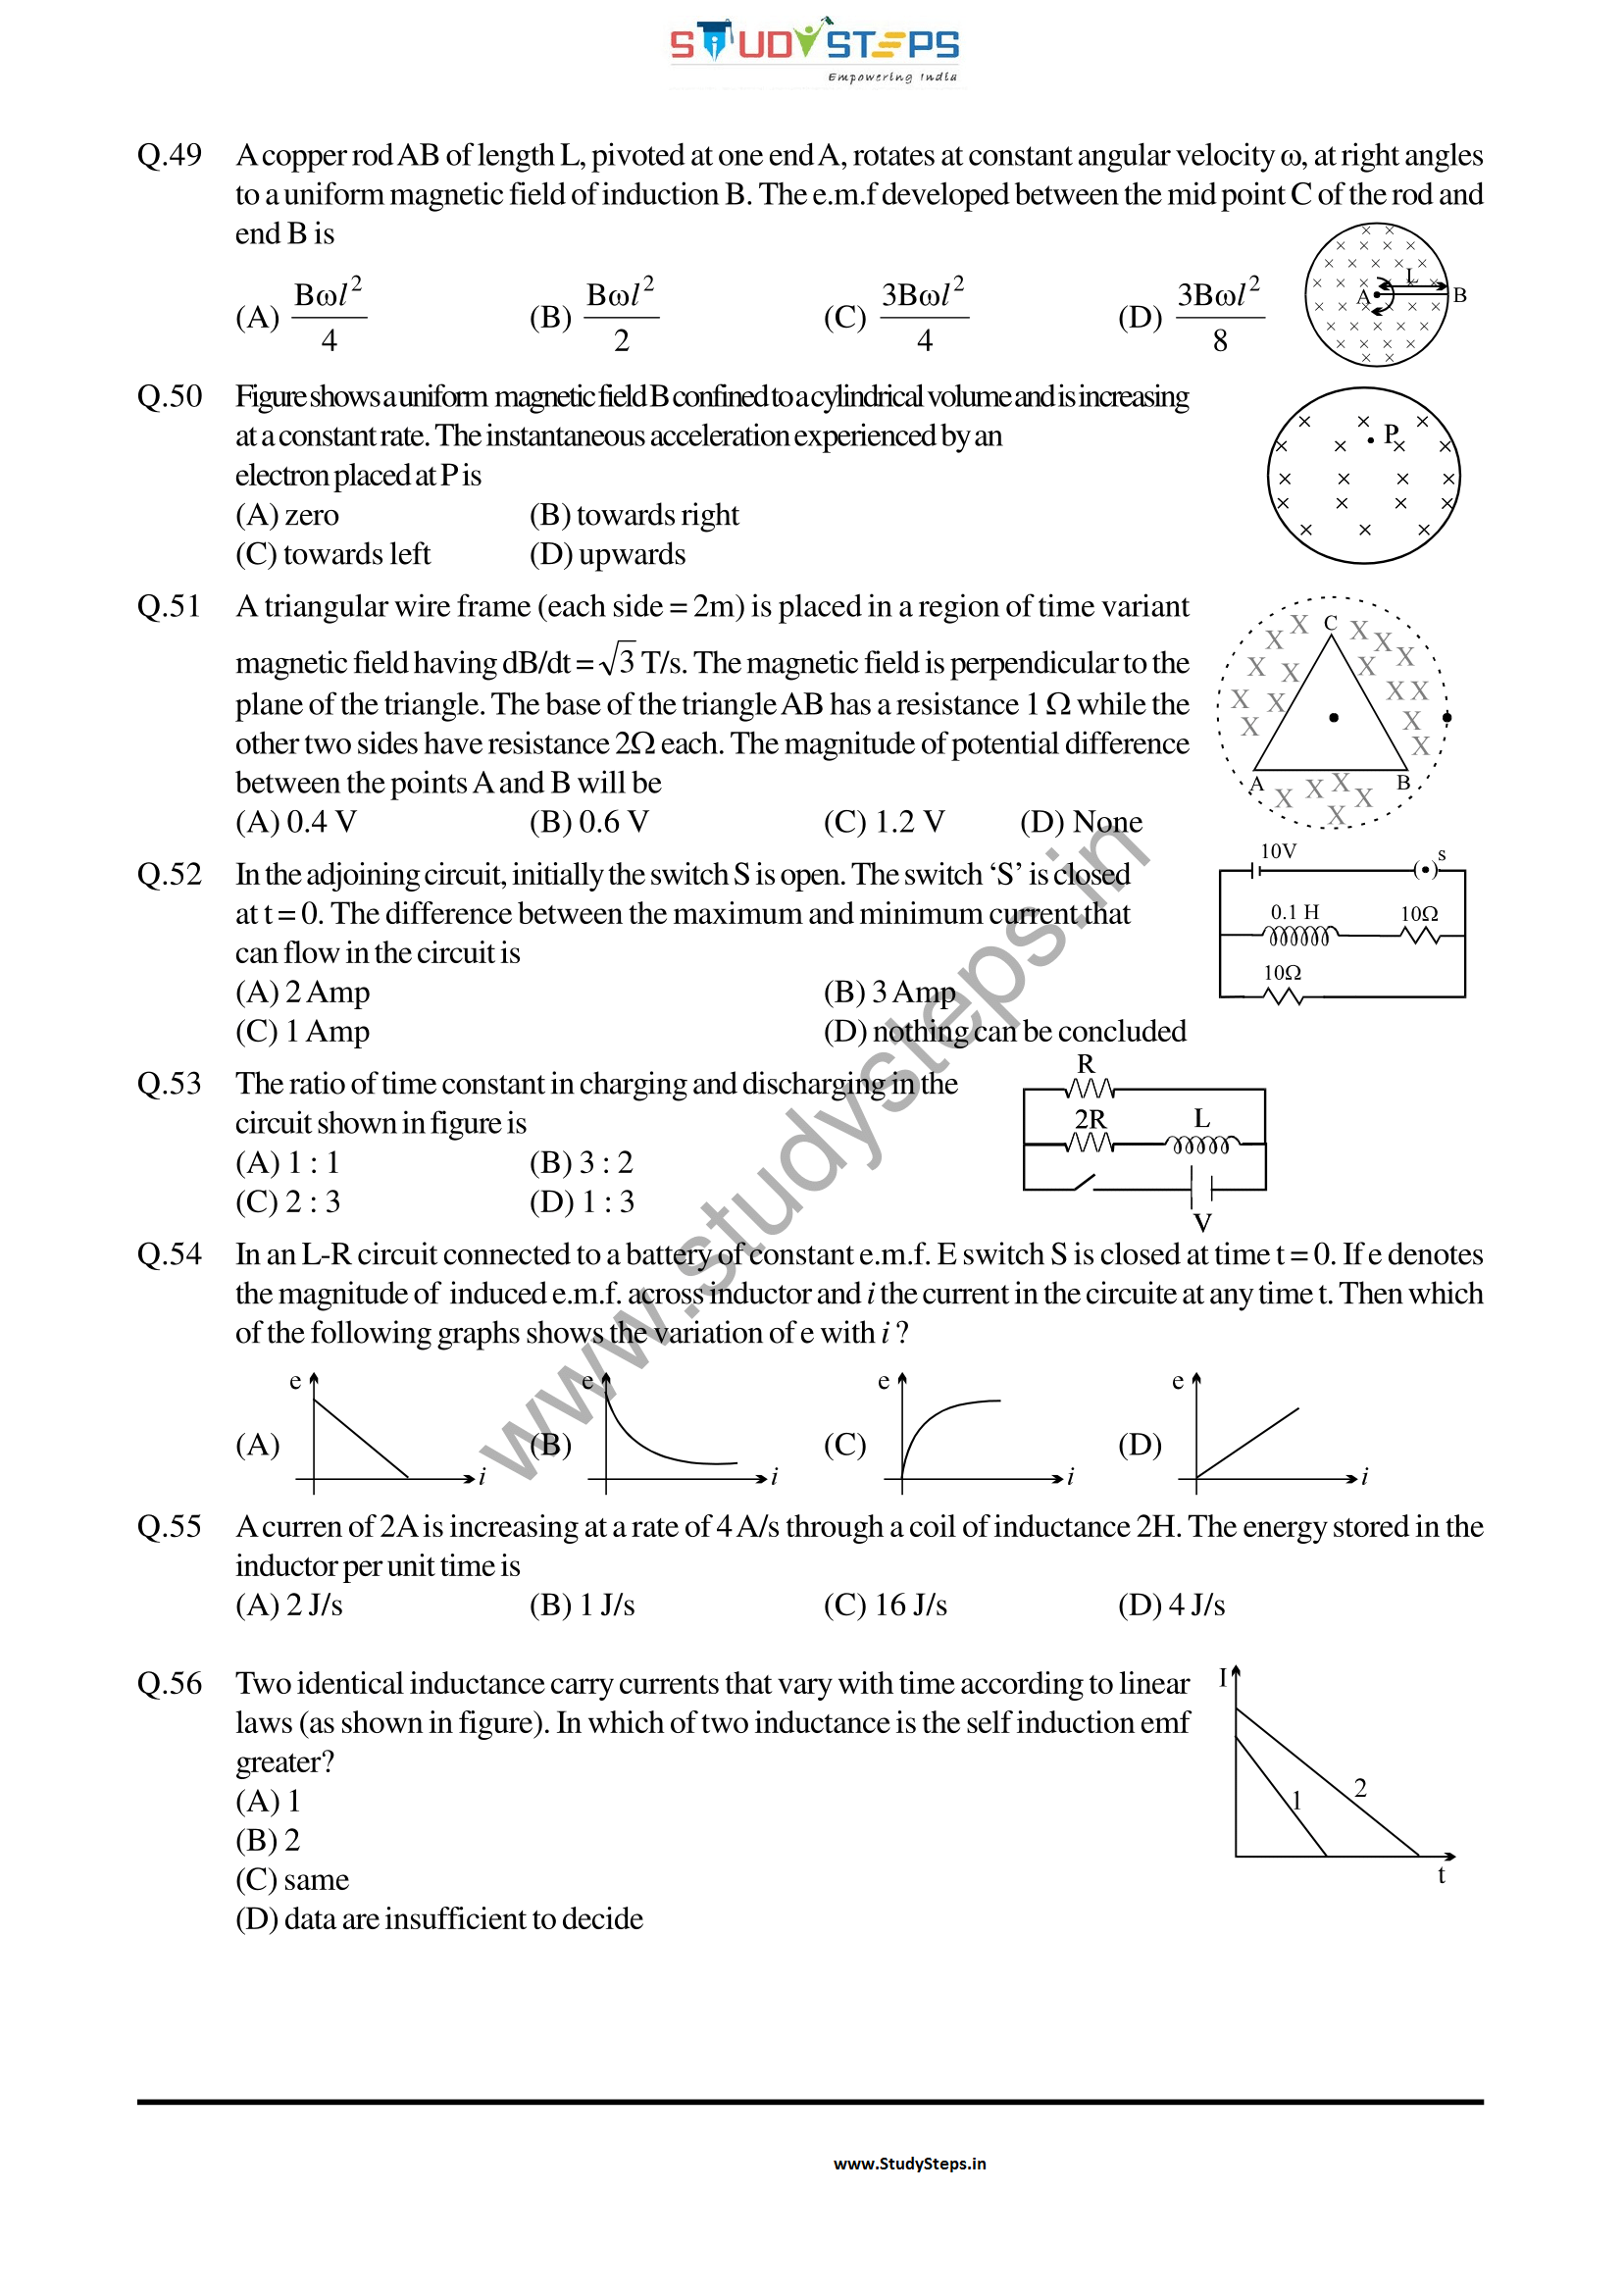 STUDYSTEPS
Empowering India
Q.49 A copper rod AB of length L, pivoted at one end A, rotates at constant angular velocity ω, at right angles
to a uniform magnetic field of induction B. The e.m.f developed between the mid point C of the rod and
end B is
(A) Bωl²/4 (B) Bωl²/2 (C) 3Bωl²/4 (D) 3Bωl²/8
L
A B
Q.50 Figure shows a uniform magnetic field B confined to a cylindrical volume and is increasing
at a constant rate. The instantaneous acceleration experienced by an
electron placed at P is
(A) zero (B) towards right
(C) towards left (D) upwards
P
Q.51 A triangular wire frame (each side = 2m) is placed in a region of time variant
magnetic field having dB/dt = √3 T/s. The magnetic field is perpendicular to the
plane of the triangle. The base of the triangle AB has a resistance 1 Ω while the
other two sides have resistance 2Ω each. The magnitude of potential difference
between the points A and B will be
(A) 0.4 V (B) 0.6 V (C) 1.2 V (D) None
C
A B
Q.52 In the adjoining circuit, initially the switch S is open. The switch ‘S’ is closed
at t = 0. The difference between the maximum and minimum current that
can flow in the circuit is
(A) 2 Amp (B) 3 Amp
(C) 1 Amp (D) nothing can be concluded
10V s
0.1 H 10Ω
10Ω
Q.53 The ratio of time constant in charging and discharging in the
circuit shown in figure is
(A) 1 : 1 (B) 3 : 2
(C) 2 : 3 (D) 1 : 3
R
2R L
V
Q.54 In an L-R circuit connected to a battery of constant e.m.f. E switch S is closed at time t = 0. If e denotes
the magnitude of induced e.m.f. across inductor and i the current in the circuite at any time t. Then which
of the following graphs shows the variation of e with i ?
e e e e
(A) (B) (C) (D)
i i i i
Q.55 A curren of 2A is increasing at a rate of 4 A/s through a coil of inductance 2H. The energy stored in the
inductor per unit time is
(A) 2 J/s (B) 1 J/s (C) 16 J/s (D) 4 J/s
Q.56 Two identical inductance carry currents that vary with time according to linear
laws (as shown in figure). In which of two inductance is the self induction emf
greater?
(A) 1
(B) 2
(C) same
(D) data are insufficient to decide
I
2
1
t
www.studysteps.in
www.StudySteps.in